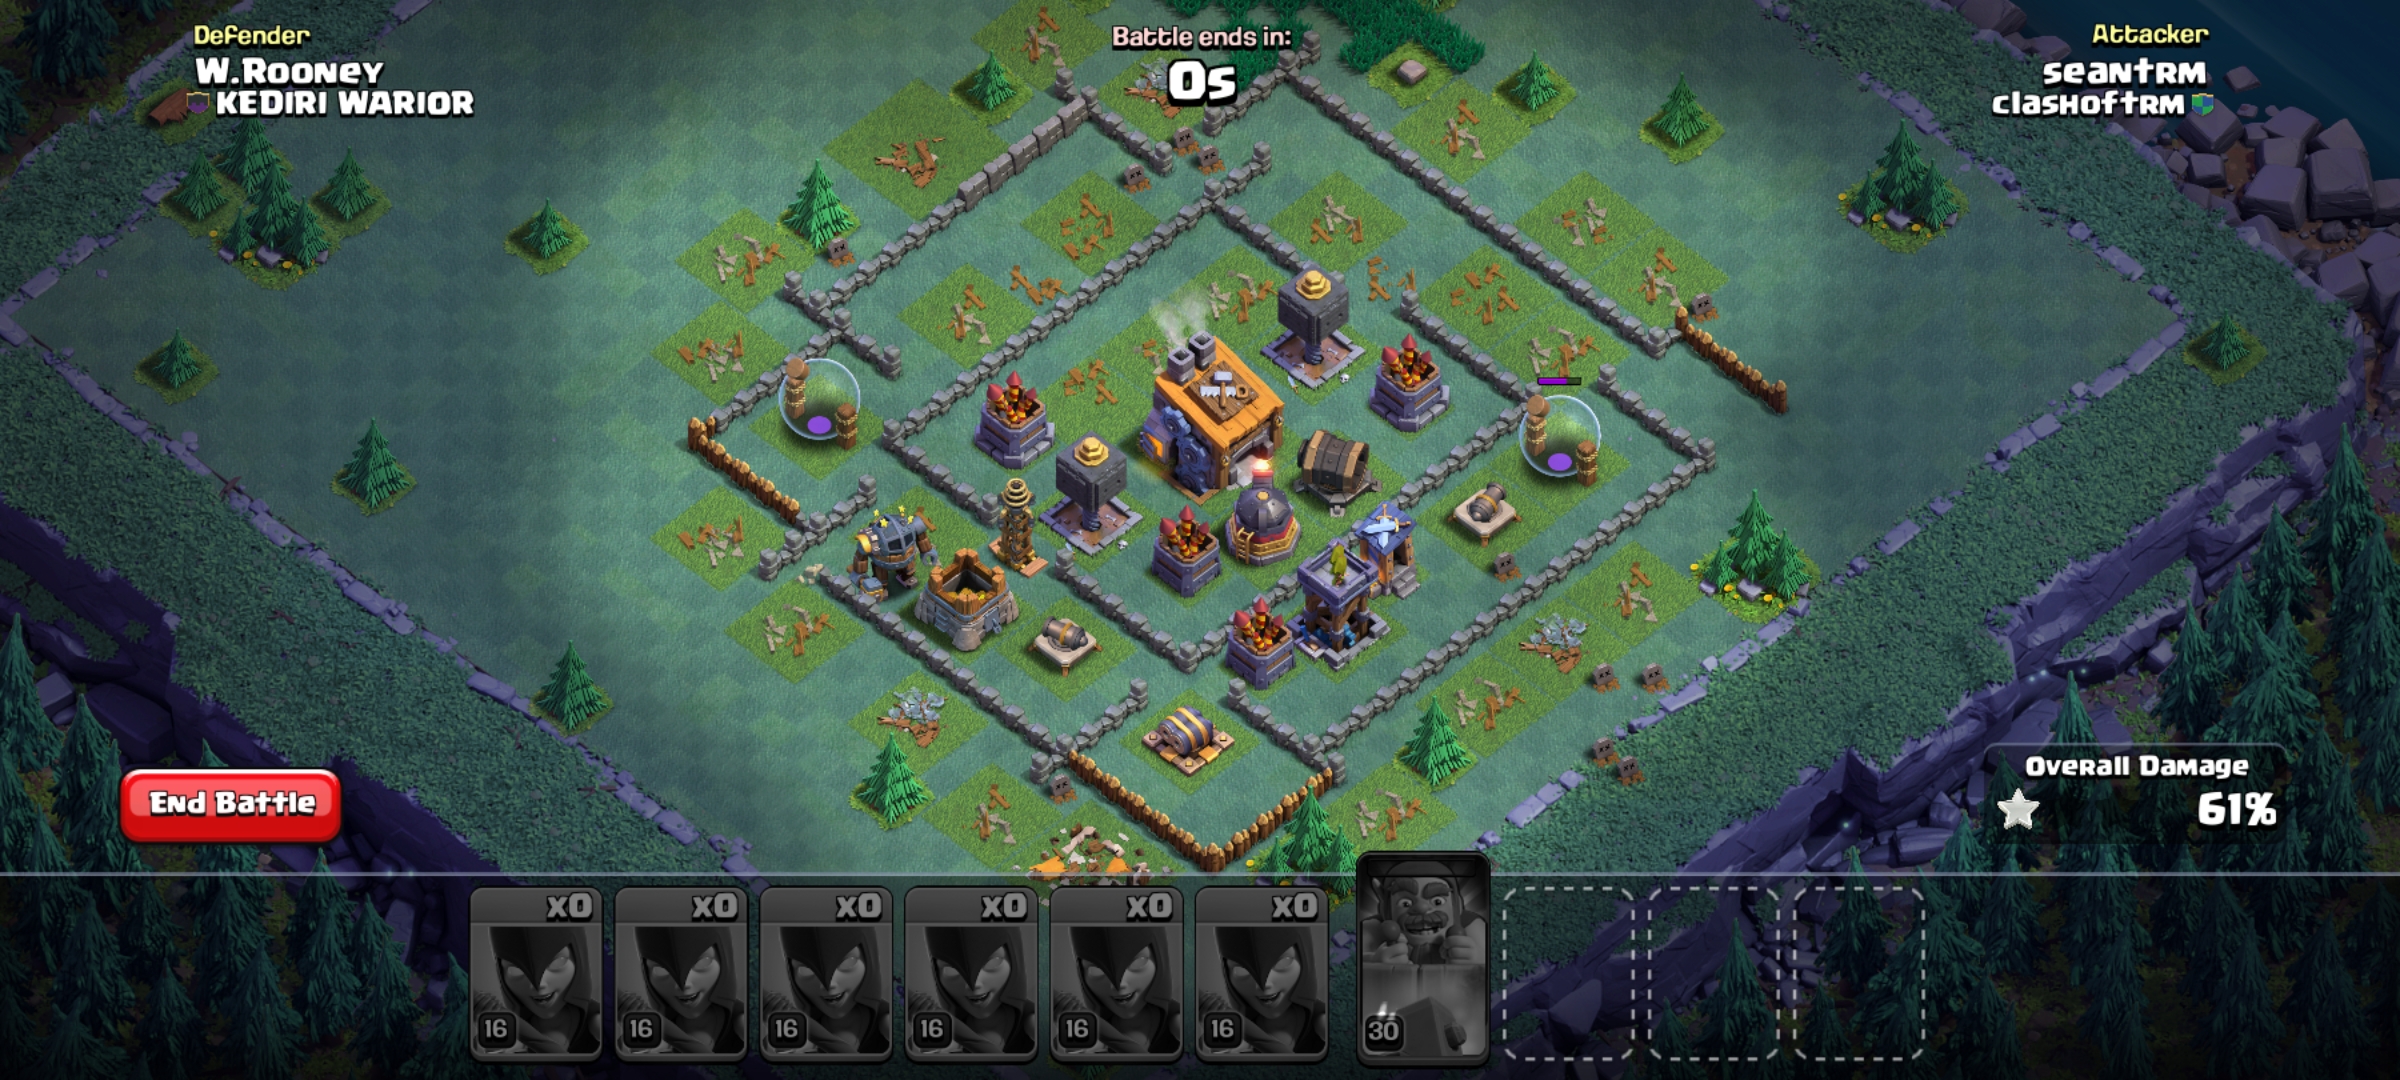 Defender
W.Rooney
KEDIRI WARIOR
Battle ends in:
0s
Attacker
seantRM
clashoftRM
End Battle
Overall Damage
61%
x0 x0 x0 x0 x0 x0
16 16 16 16 16 16 30